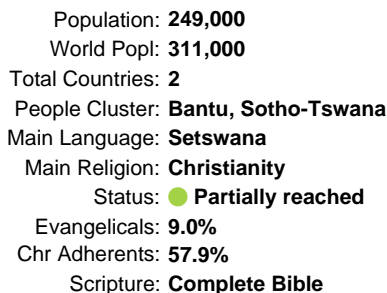 Population: 249,000
World Popl: 311,000
Total Countries: 2
People Cluster: Bantu, Sotho-Tswana
Main Language: Setswana
Main Religion: Christianity
Status: Partially reached
Evangelicals: 9.0%
Chr Adherents: 57.9%
Scripture: Complete Bible